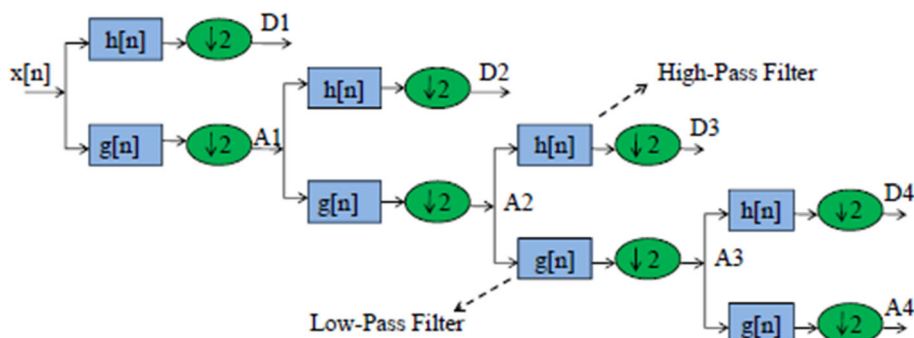 x[n]
h[n]
↓2
D1
g[n]
↓2
A1
h[n]
↓2
D2
g[n]
↓2
A2
High-Pass Filter
h[n]
↓2
D3
g[n]
↓2
A3
Low-Pass Filter
h[n]
↓2
D4
g[n]
↓2
A4